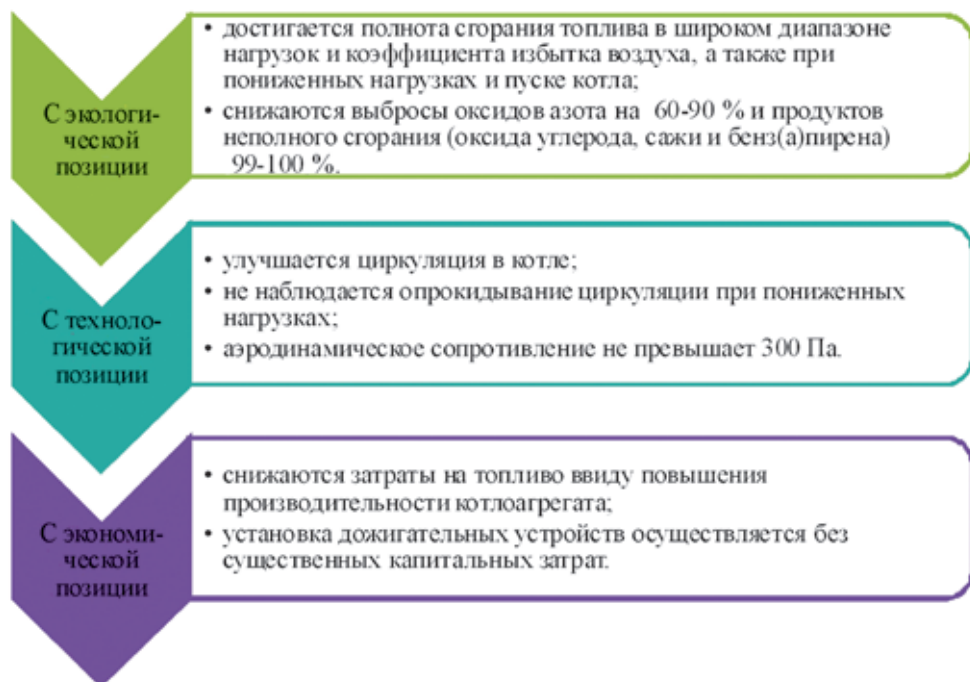 С экологи-
ческой
позиции
• достигается полнота сгорания топлива в широком диапазоне
нагрузок и коэффициента избытка воздуха, а также при
пониженных нагрузках и пуске котла;
• снижаются выбросы оксидов азота на 60-90 % и продуктов
неполного сгорания (оксида углерода, сажи и бенз(а)пирена)
99-100 %.
С техноло-
гической
позиции
• улучшается циркуляция в котле;
• не наблюдается опрокидывание циркуляции при пониженных
нагрузках;
• аэродинамическое сопротивление не превышает 300 Па.
С экономи-
ческой
позиции
• снижаются затраты на топливо ввиду повышения
производительности котлоагрегата;
• установка дожигательных устройств осуществляется без
существенных капитальных затрат.